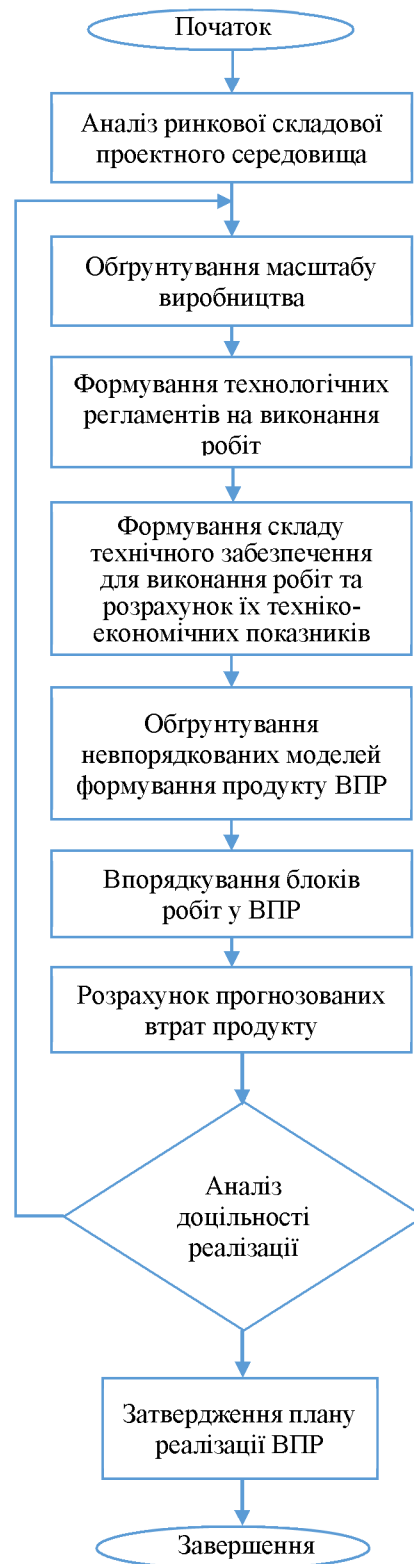 Початок
Аналіз ринкової складової
проектного середовища
Обґрунтування масштабу
виробництва
Формування технологічних
регламентів на виконання
робіт
Формування складу
технічного забезпечення
для виконання робіт та
розрахунок їх техніко-
економічних показників
Обґрунтування
невпорядкованих моделей
формування продукту ВПР
Впорядкування блоків
робіт у ВПР
Розрахунок прогнозованих
втрат продукту
Аналіз
доцільності
реалізації
Затвердження плану
реалізації ВПР
Завершення